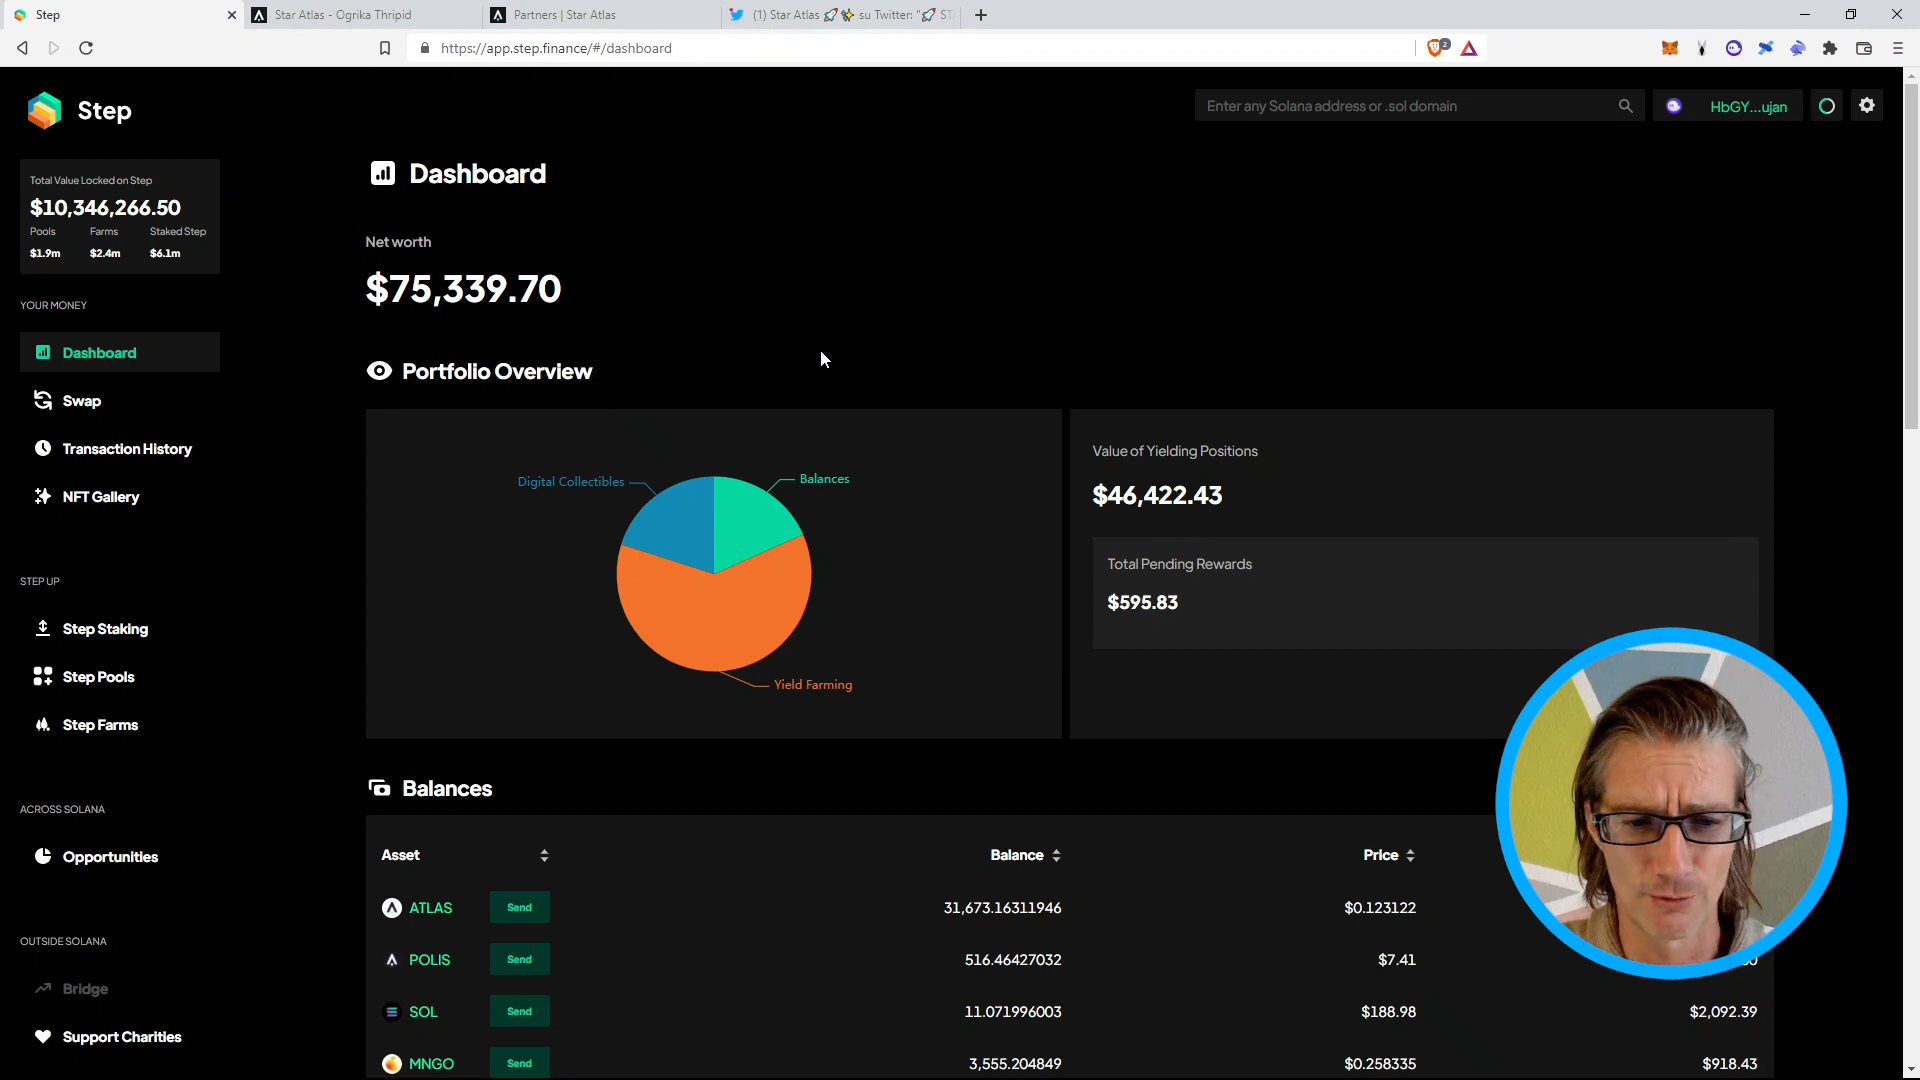 Step
Star Atlas - Ogrika Thripid
Partners | Star Atlas
(1) Star Atlas 🚀✨ su Twitter: "🚀 ST
https://app.step.finance/#/dashboard
2
Step
Enter any Solana address or .sol domain
HbGY...ujan
Total Value Locked on Step
$10,346,266.50
Pools Farms Staked Step
$1.9m $2.4m $6.1m
YOUR MONEY
Dashboard
Swap
Transaction History
NFT Gallery
STEP UP
Step Staking
Step Pools
Step Farms
ACROSS SOLANA
Opportunities
OUTSIDE SOLANA
Bridge
Support Charities
Dashboard
Net worth
$75,339.70
Portfolio Overview
Digital Collectibles
Balances
Yield Farming
Value of Yielding Positions
$46,422.43
Total Pending Rewards
$595.83
Balances
Asset Balance Price
ATLAS Send 31,673.16311946 $0.123122
POLIS Send 516.46427032 $7.41
SOL Send 11.071996003 $188.98 $2,092.39
MNGO Send 3,555.204849 $0.258335 $918.43